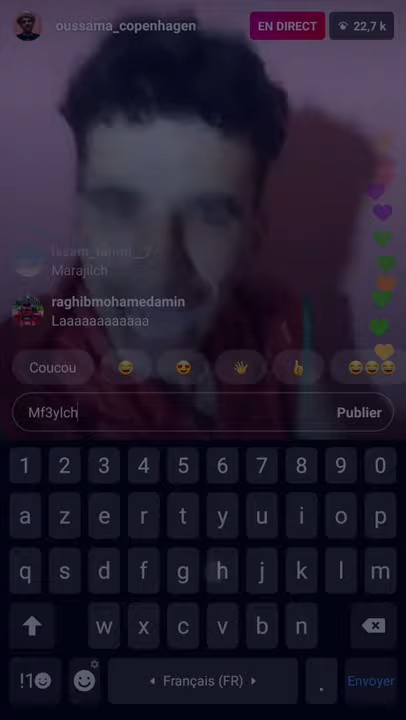 oussama_copenhagen
EN DIRECT
22,7 k
Marajilch
raghibmohamedamin
Laaaaaaaaaaaa
Coucou
Mf3ylch
Publier
1 2 3 4 5 6 7 8 9 0
a z e r t y u i o p
q s d f g h j k l m
w x c v b n
!1
Français (FR)
.
Envoyer